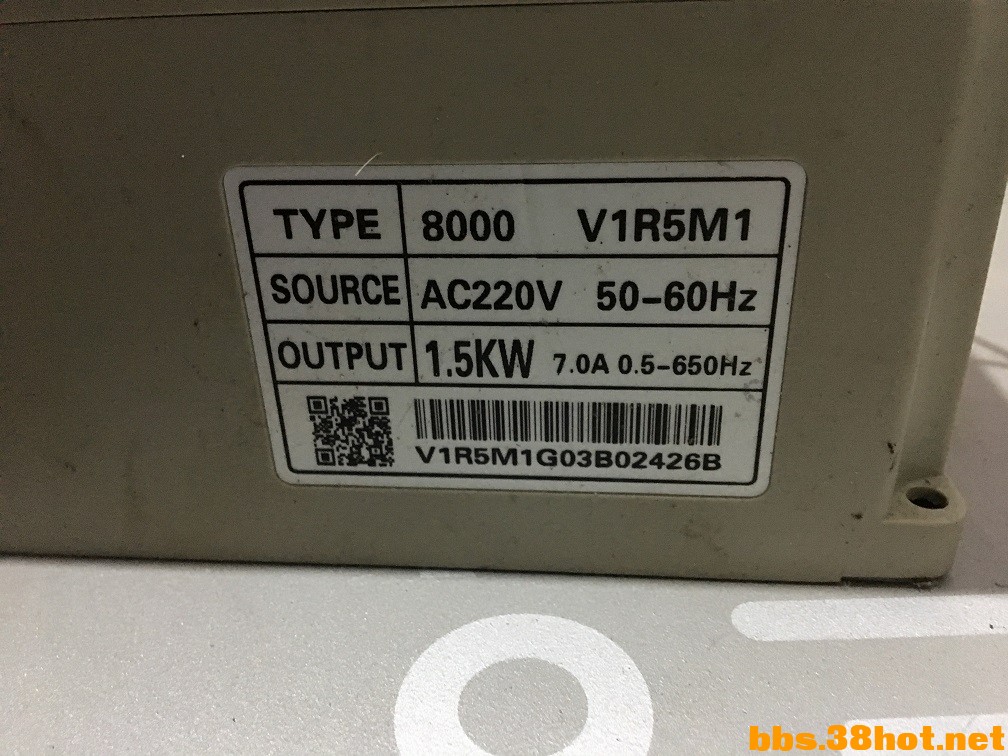 TYPE 8000 V1R5M1
SOURCE AC220V 50-60Hz
OUTPUT 1.5KW 7.0A 0.5-650Hz
V1R5M1G03B02426B
bbs.38hot.net